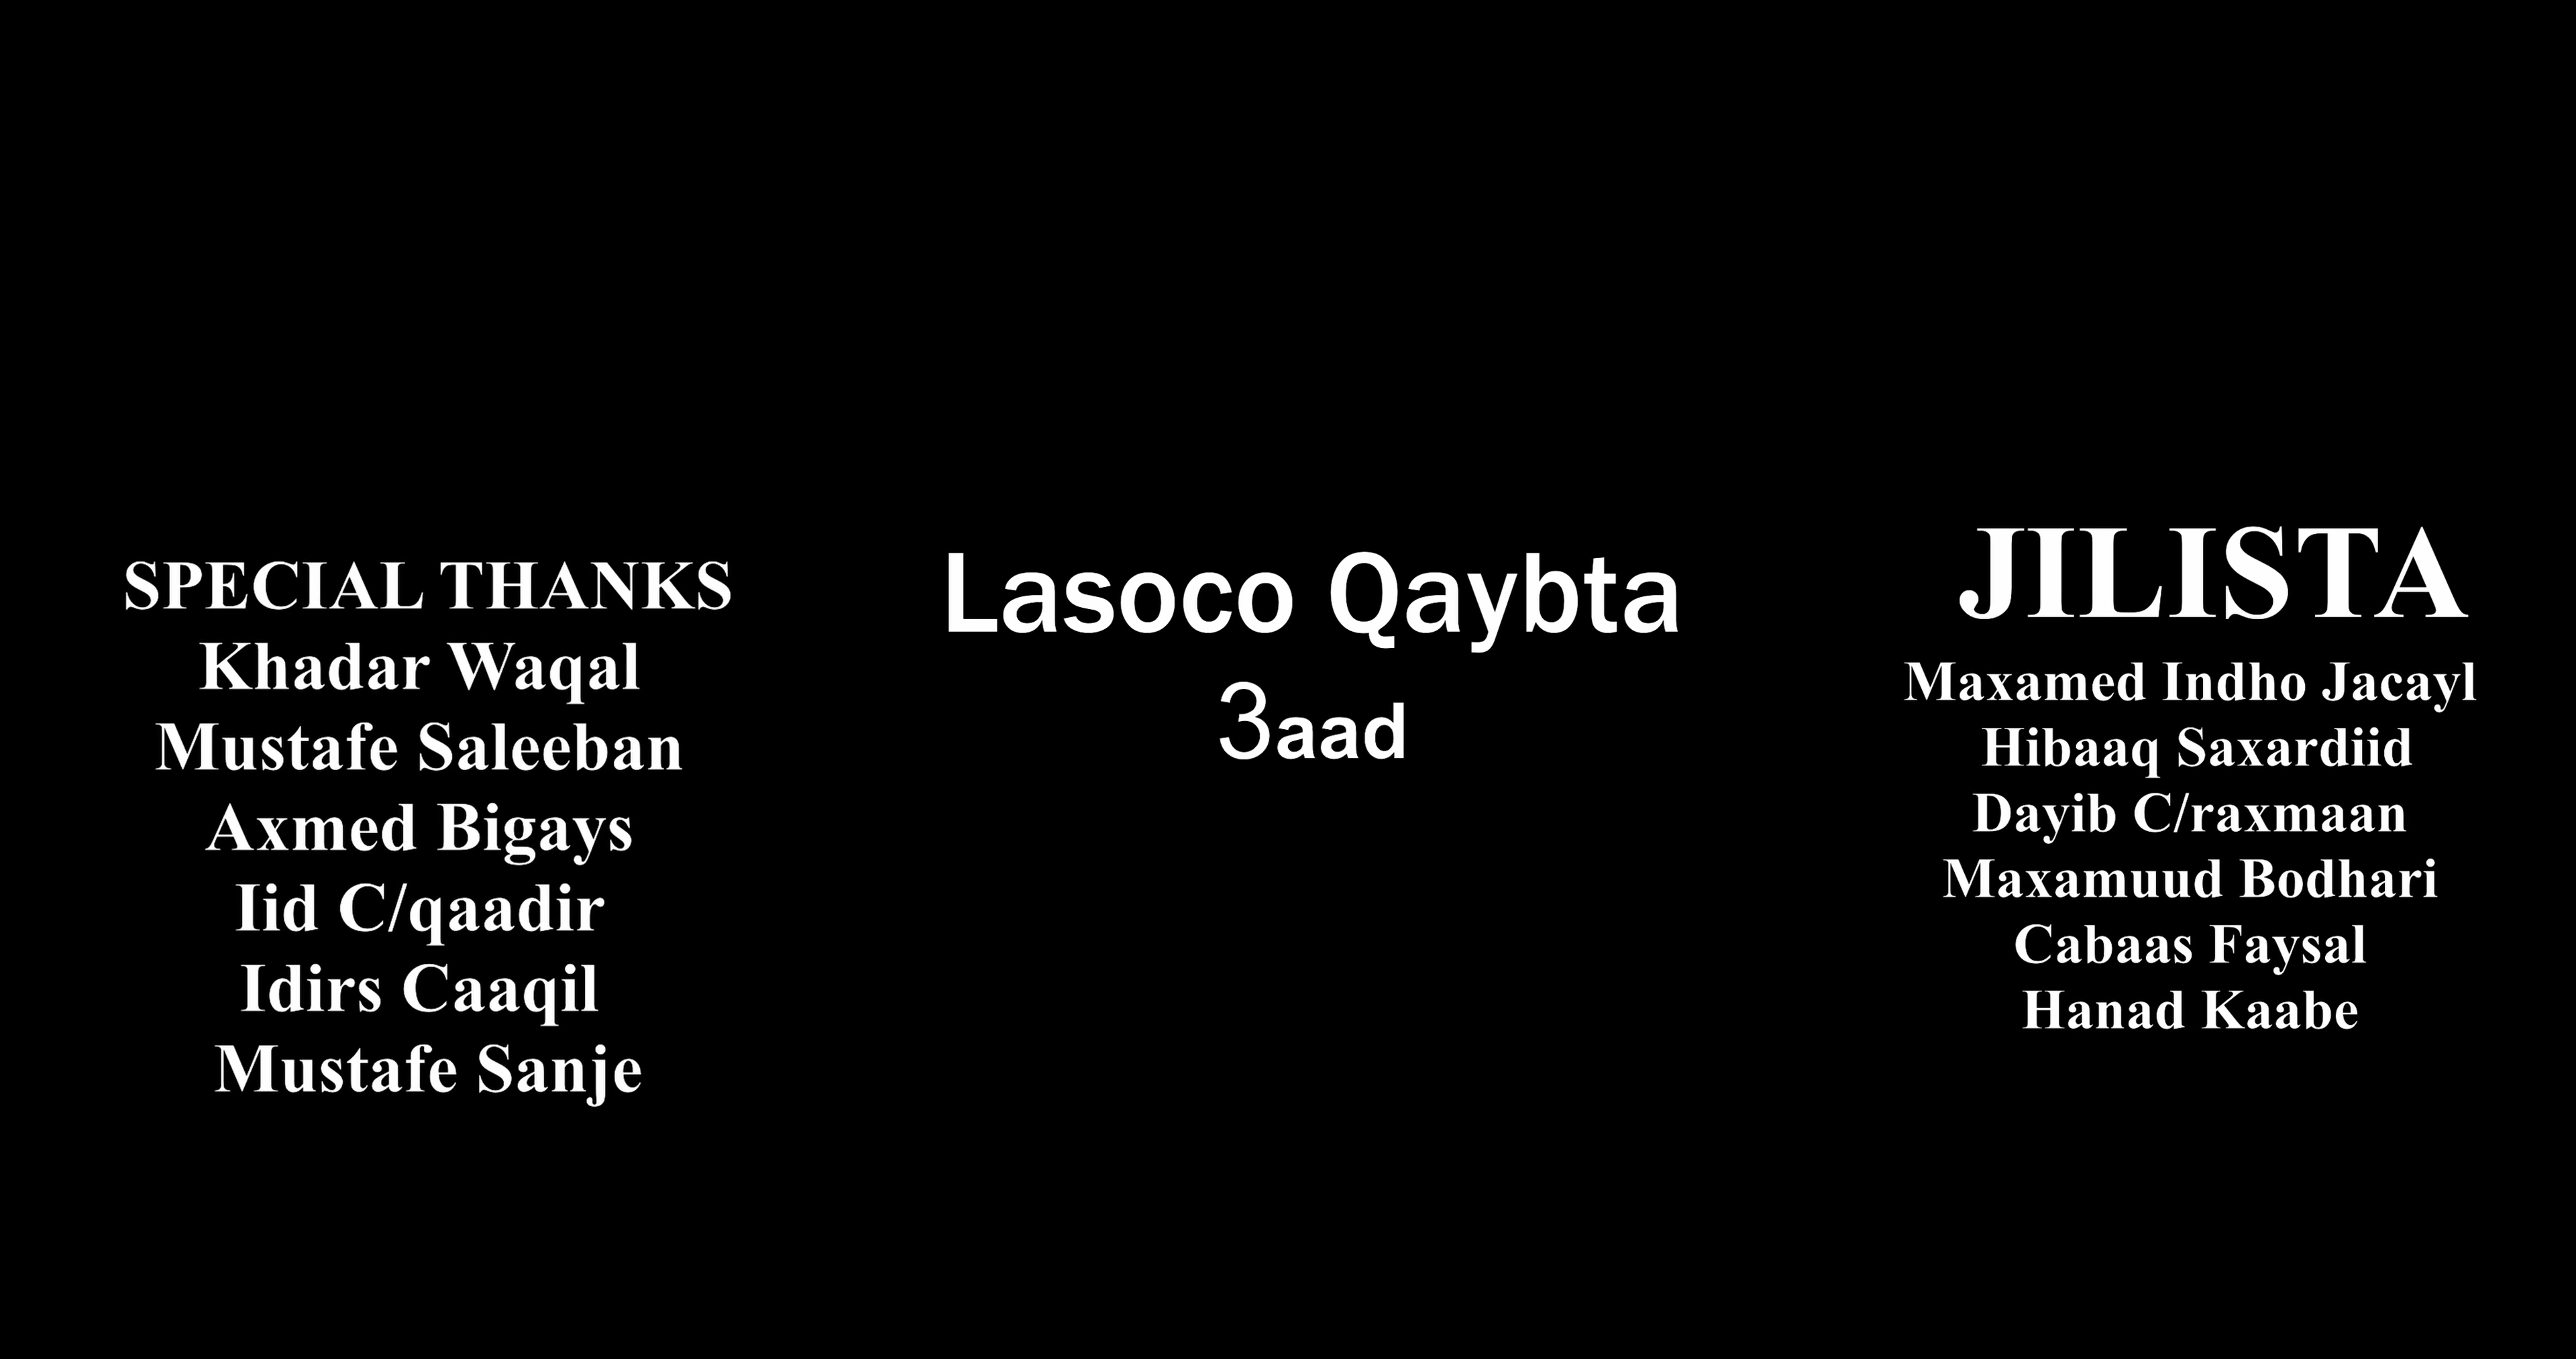 SPECIAL THANKS
Khadar Waqal
Mustafe Saleeban
Axmed Bigays
Iid C/qaadir
Idirs Caaqil
Mustafe Sanje
Lasoco Qaybta
3aad
JILISTA
Maxamed Indho Jacayl
Hibaaq Saxardiid
Dayib C/raxmaan
Maxamuud Bodhari
Cabaas Faysal
Hanad Kaabe